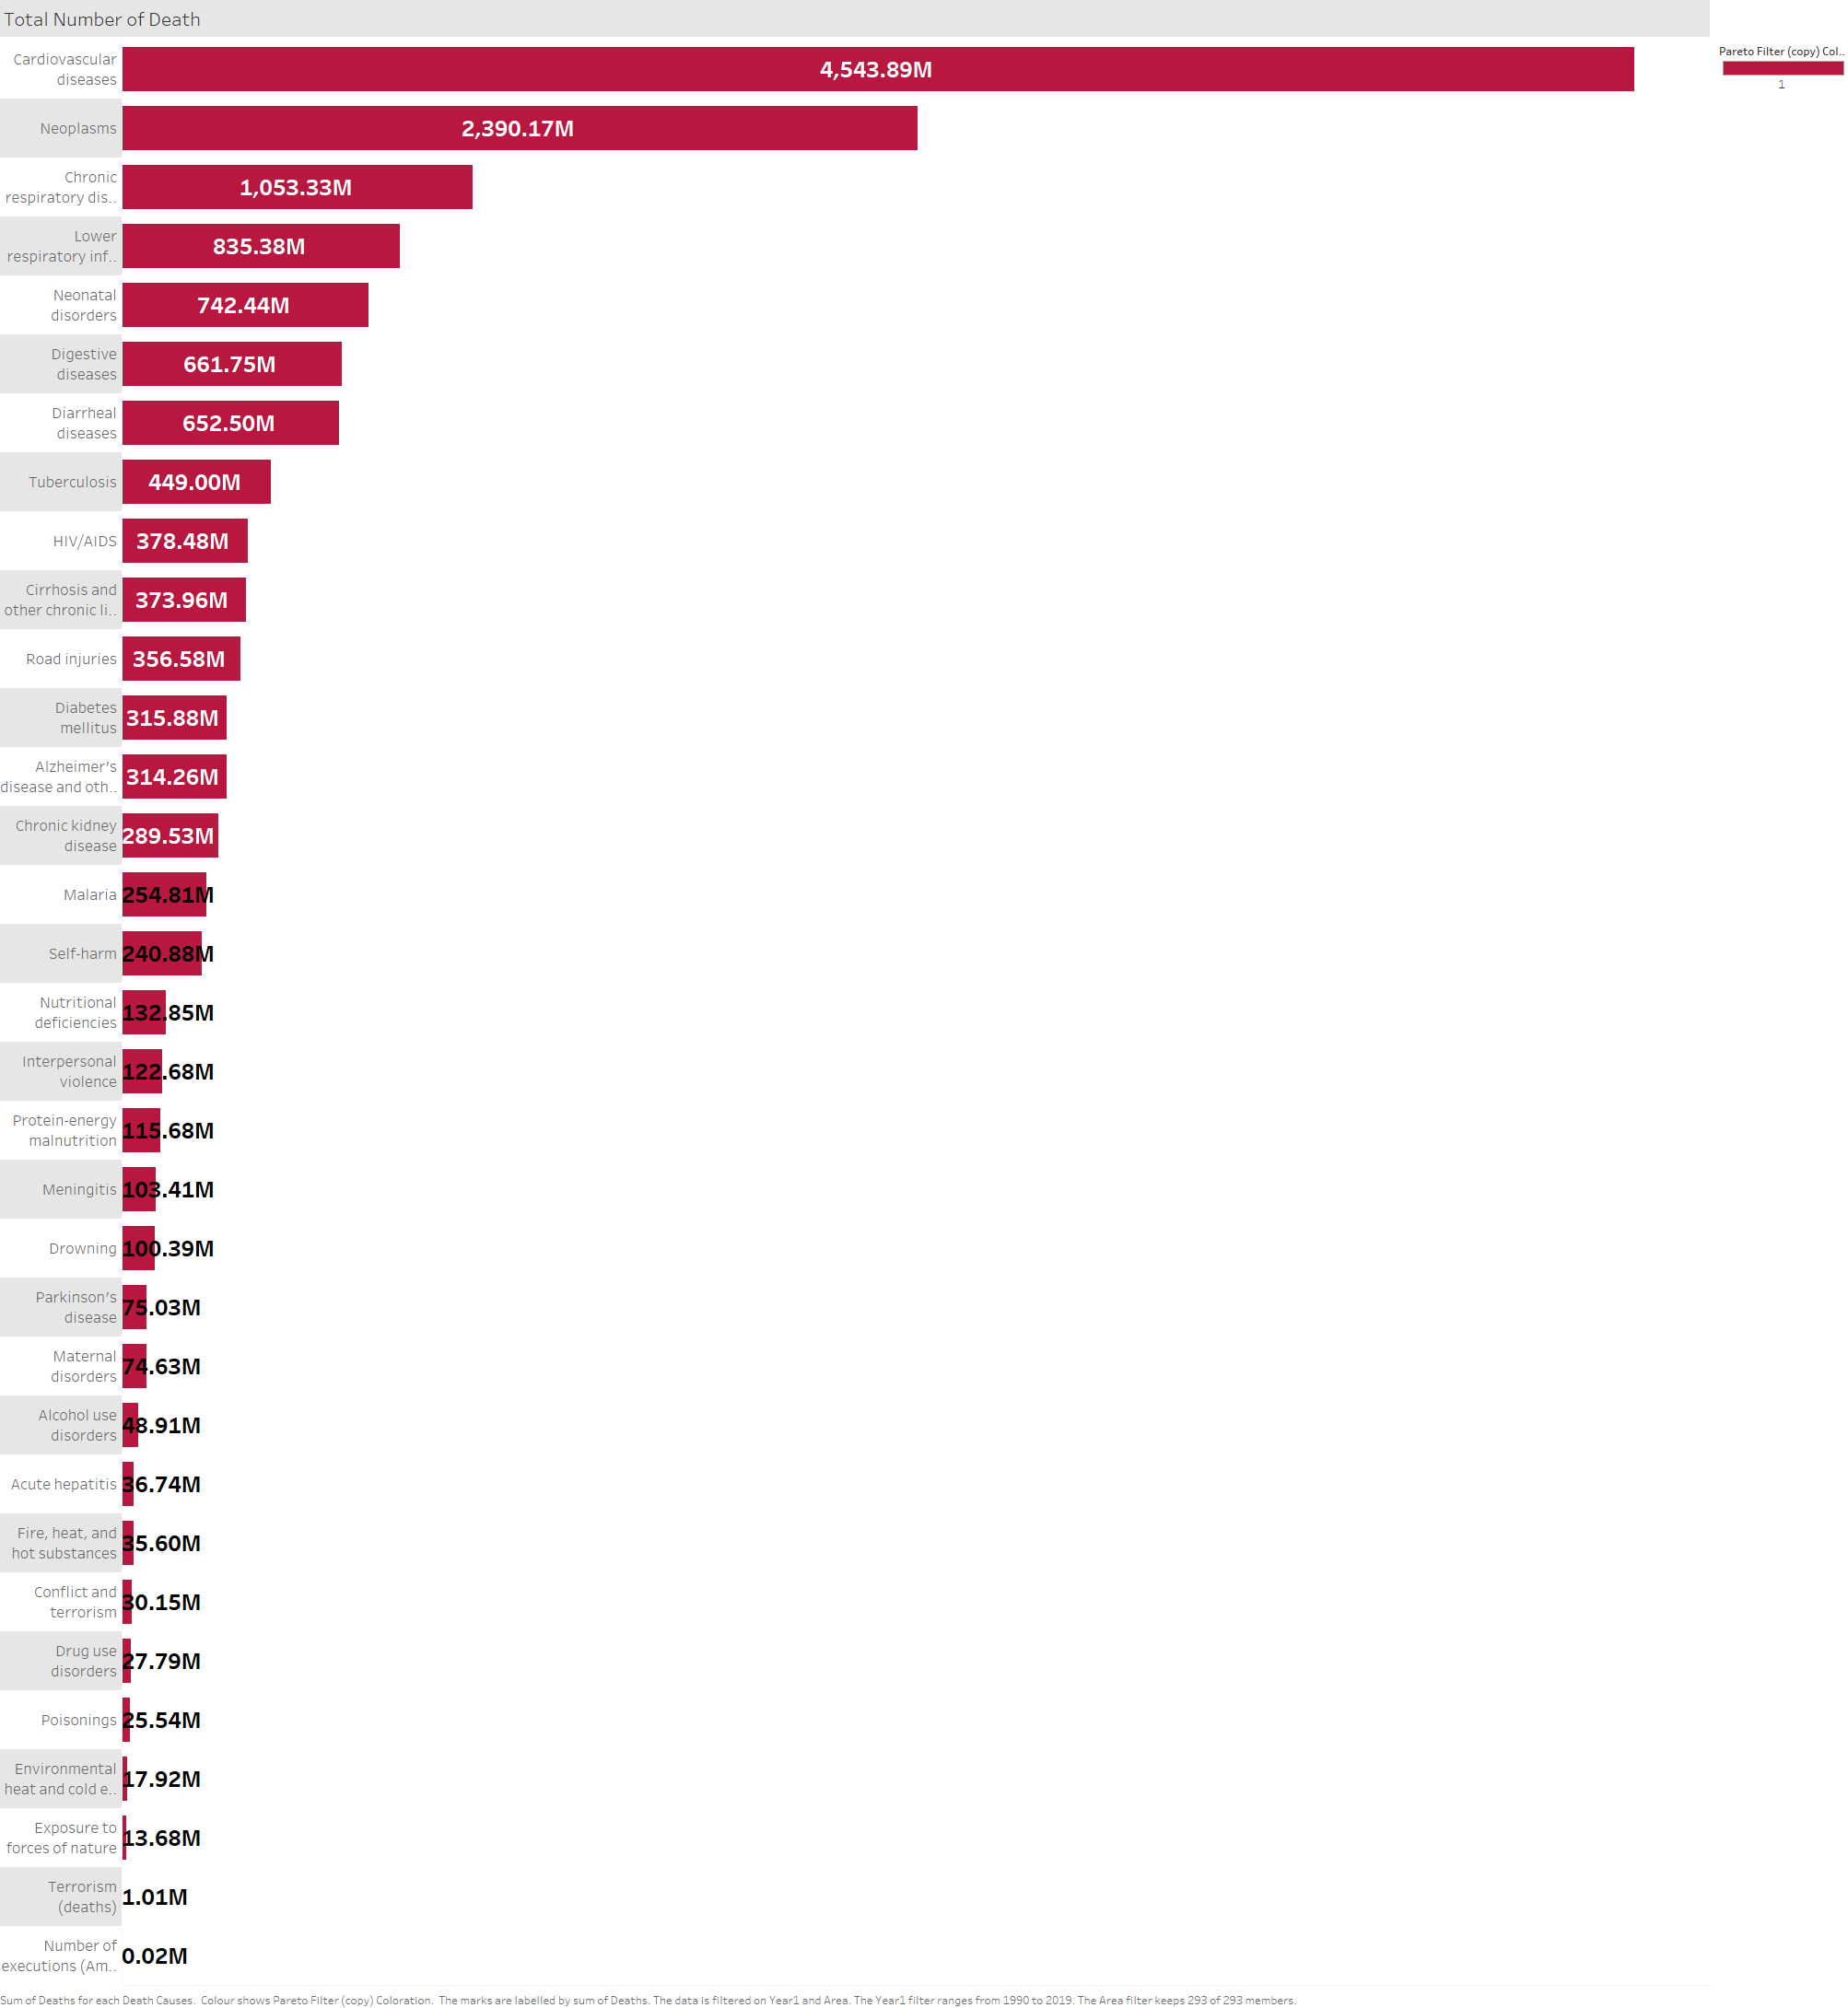 Total Number of Death
Pareto Filter (copy) Col..
1
Cardiovascular
diseases
4,543.89M
Neoplasms
2,390.17M
Chronic
respiratory dis..
1,053.33M
Lower
respiratory inf..
835.38M
Neonatal
disorders
742.44M
Digestive
diseases
661.75M
Diarrheal
diseases
652.50M
Tuberculosis
449.00M
HIV/AIDS
378.48M
Cirrhosis and
other chronic li..
373.96M
Road injuries
356.58M
Diabetes
mellitus
315.88M
Alzheimer's
disease and oth..
314.26M
Chronic kidney
disease
289.53M
Malaria
254.81M
Self-harm
240.88M
Nutritional
deficiencies
132.85M
Interpersonal
violence
122.68M
Protein-energy
malnutrition
115.68M
Meningitis
103.41M
Drowning
100.39M
Parkinson's
disease
75.03M
Maternal
disorders
74.63M
Alcohol use
disorders
48.91M
Acute hepatitis
36.74M
Fire, heat, and
hot substances
35.60M
Conflict and
terrorism
30.15M
Drug use
disorders
27.79M
Poisonings
25.54M
Environmental
heat and cold e..
17.92M
Exposure to
forces of nature
13.68M
Terrorism
(deaths)
1.01M
Number of
executions (Am..
0.02M
Sum of Deaths for each Death Causes.  Colour shows Pareto Filter (copy) Coloration.  The marks are labelled by sum of Deaths. The data is filtered on Year1 and Area. The Year1 filter ranges from 1990 to 2019. The Area filter keeps 293 of 293 members.